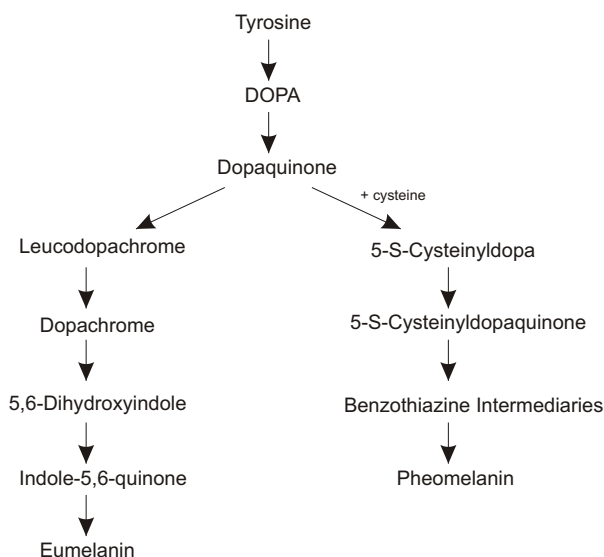 Tyrosine
DOPA
Dopaquinone
+ cysteine
Leucodopachrome
5-S-Cysteinyldopa
Dopachrome
5-S-Cysteinyldopaquinone
5,6-Dihydroxyindole
Benzothiazine Intermediaries
Indole-5,6-quinone
Pheomelanin
Eumelanin